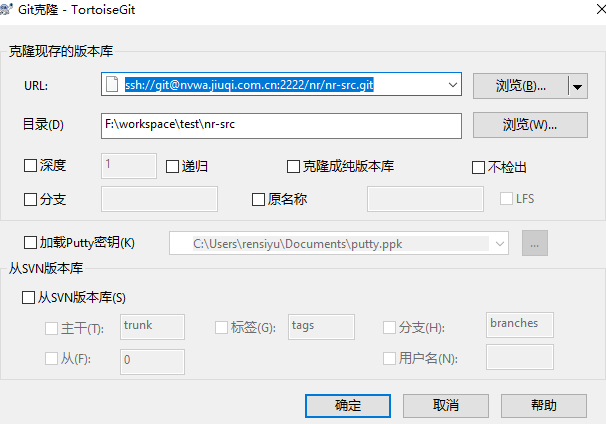 Git克隆 - TortoiseGit
克隆现存的版本库
URL: ssh://git@nvwa.jiuqi.com.cn:2222/nr/nr-src.git 浏览(B)...
目录(D) F:\workspace\test\nr-src 浏览(W)...
深度 1 递归 克隆成纯版本库 不检出
分支 原名称 LFS
加载Putty密钥(K) C:\Users\rensiyu\Documents\putty.ppk ...
从SVN版本库
从SVN版本库(S)
主干(T): trunk 标签(G): tags 分支(H): branches
从(F): 0 用户名(N):
确定 取消 帮助